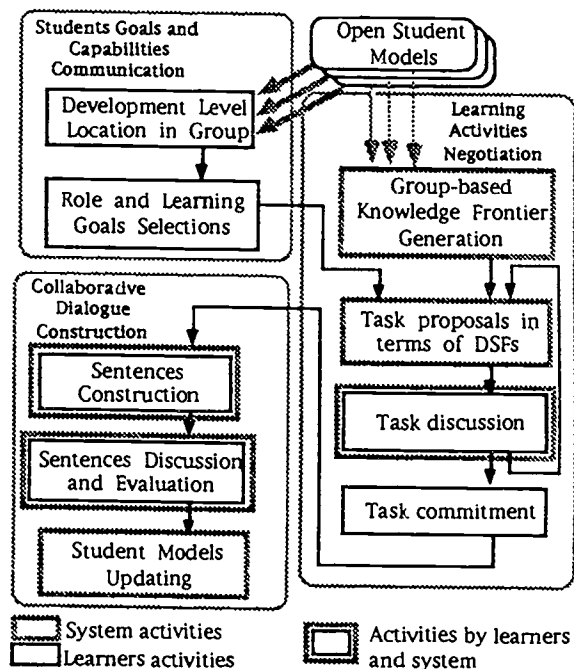 Students Goals and
Capabilities
Communication
Open Student
Models
Development Level
Location in Group
Role and Learning
Goals Selections
Learning
Activities
Negotiation
Group-based
Knowledge Frontier
Generation
Task proposals in
terms of DSFs
Task discussion
Task commitment
Collaborative
Dialogue
Construction
Sentences
Construction
Sentences Discussion
and Evaluation
Student Models
Updating
System activities
Learners activities
Activities by learners
and system